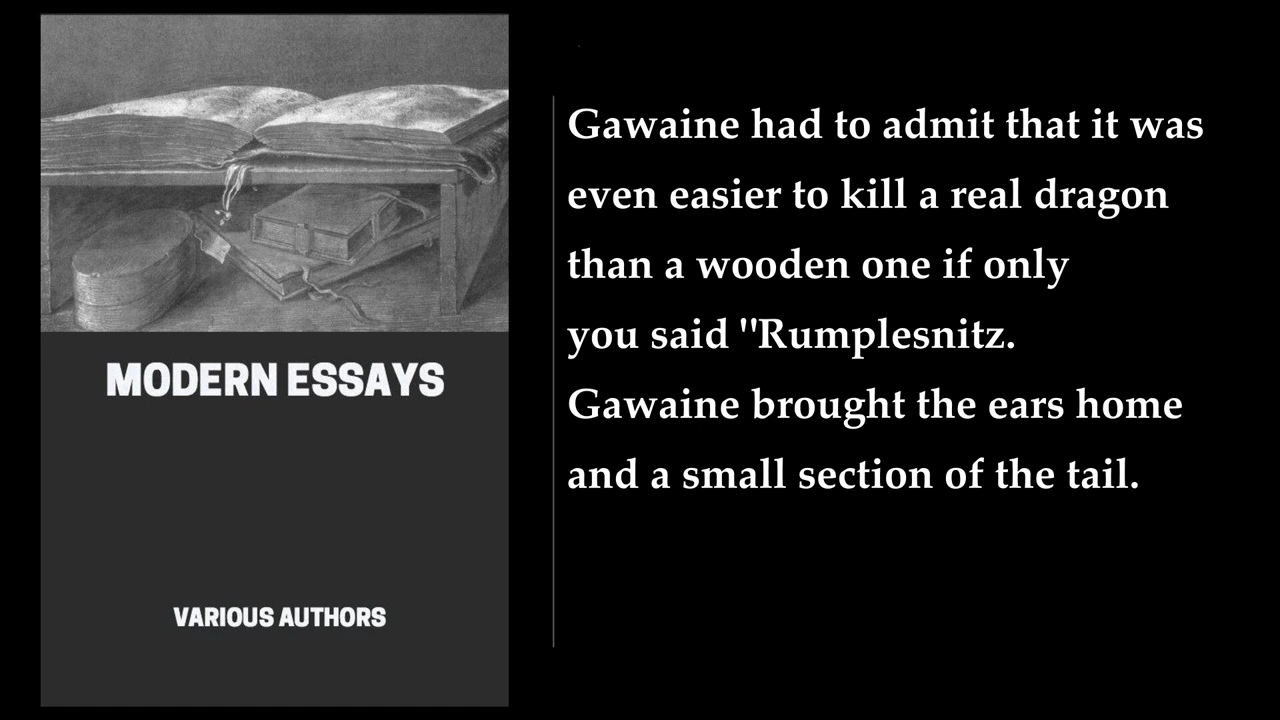 MODERN ESSAYS
VARIOUS AUTHORS
Gawaine had to admit that it was
even easier to kill a real dragon
than a wooden one if only
you said "Rumplesnitz.
Gawaine brought the ears home
and a small section of the tail.